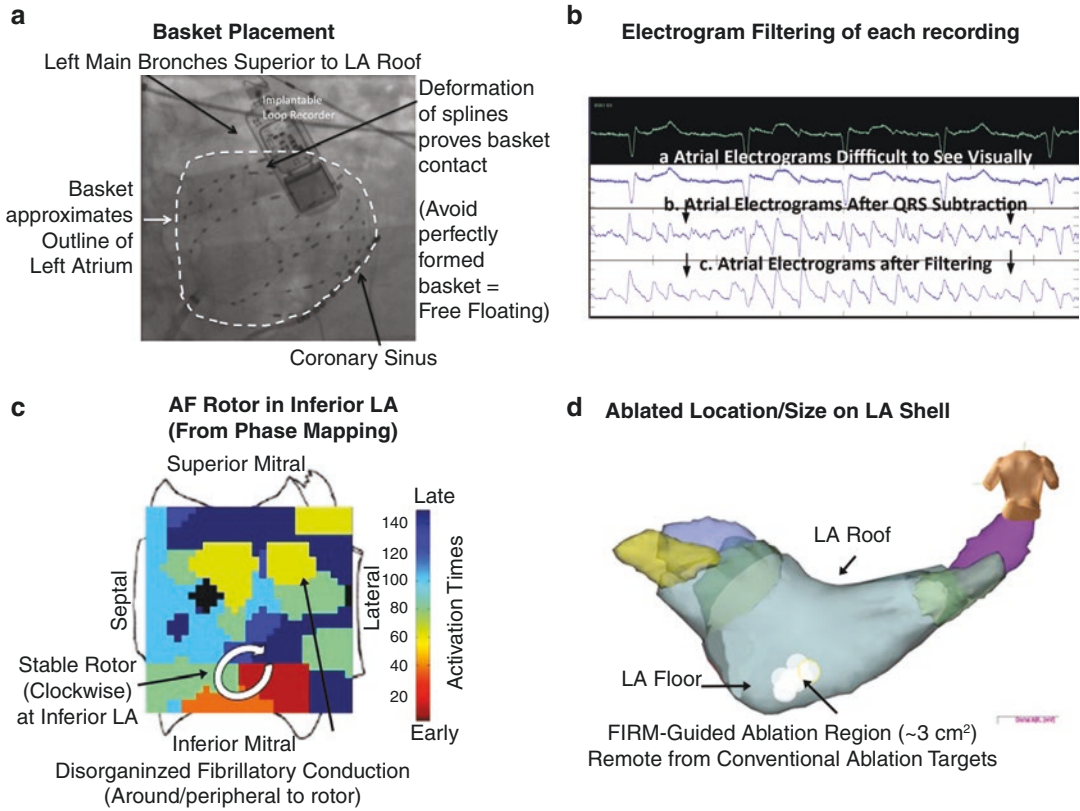 a
Basket Placement
Left Main Bronches Superior to LA Roof
Implantable
Loop Recorder
Deformation
of splines
proves basket
contact
Basket
approximates
Outline of
Left Atrium
(Avoid
perfectly
formed
basket =
Free Floating)
Coronary Sinus
b
Electrogram Filtering of each recording
a Atrial Electrograms Diffficult to See Visually
b. Atrial Electrograms After QRS Subtraction
c. Atrial Electrograms after Filtering
c
AF Rotor in Inferior LA
(From Phase Mapping)
Superior Mitral
Septal
Lateral
Late
140
120
100
80
60
40
20
Early
Activation Times
Stable Rotor
(Clockwise)
at Inferior LA
Inferior Mitral
Disorganinzed Fibrillatory Conduction
(Around/peripheral to rotor)
d
Ablated Location/Size on LA Shell
LA Roof
LA Floor
FIRM-Guided Ablation Region (~3 cm²)
Remote from Conventional Ablation Targets